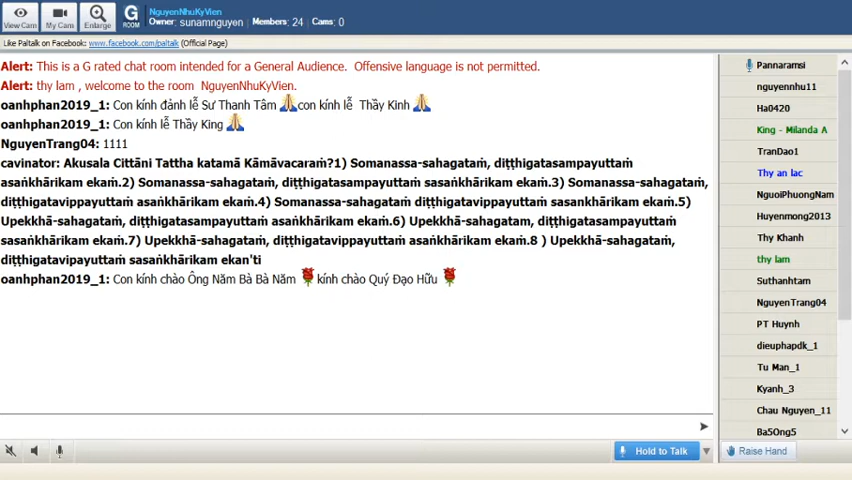 NguyenNhuKyVien
Owner: sunamnguyen Members: 24 Cams: 0
View Cam My Cam Enlarge G ROOM
Like Paltalk on Facebook: www.facebook.com/paltalk (Official Page)
Alert: This is a G rated chat room intended for a General Audience. Offensive language is not permitted.
Alert: thy lam , welcome to the room NguyenNhuKyVien.
oanhphan2019_1: Con kính đảnh lễ Sư Thanh Tâm con kính lễ Thầy Kinh
oanhphan2019_1: Con kính lễ Thầy King
NguyenTrang04: 1111
cavinator: Akusala Cittāni Tattha katamā Kāmāvacaraṁ?1) Somanassa-sahagataṁ, diṭṭhigatasampayuttaṁ
asaṅkhārikam ekaṁ.2) Somanassa-sahagataṁ, diṭṭhigatasampayuttaṁ sasaṅkhārikam ekaṁ.3) Somanassa-sahagataṁ,
diṭṭhigatavippayuttaṁ asaṅkhārikam ekaṁ.4) Somanassa-sahagataṁ diṭṭhigatavippayuttaṁ sasankhārikam ekaṁ.5)
Upekkhā-sahagataṁ, diṭṭhigatasampayuttaṁ asaṅkhārikam ekaṁ.6) Upekkhā-sahagatam, diṭṭhigatasampayuttaṁ
sasaṅkhārikam ekaṁ.7) Upekkhā-sahagataṁ, diṭṭhigatavippayuttaṁ asaṅkhārikam ekaṁ.8 ) Upekkhā-sahagataṁ,
diṭṭhigatavipayuttaṁ sasaṅkhārikam ekan'ti
oanhphan2019_1: Con kính chào Ông Năm Bà Bà Năm kính chào Quý Đạo Hữu
Hold to Talk
Pannaramsi
nguyennhu11
Ha0420
King - Milanda A
TranDao1
Thy an lac
NguoiPhuongNam
Huyenmong2013
Thy Khanh
thy lam
Suthanhtam
NguyenTrang04
PT Huynh
dieuphapdk_1
Tu Man_1
Kyanh_3
Chau Nguyen_11
Ba5Ong5
Raise Hand